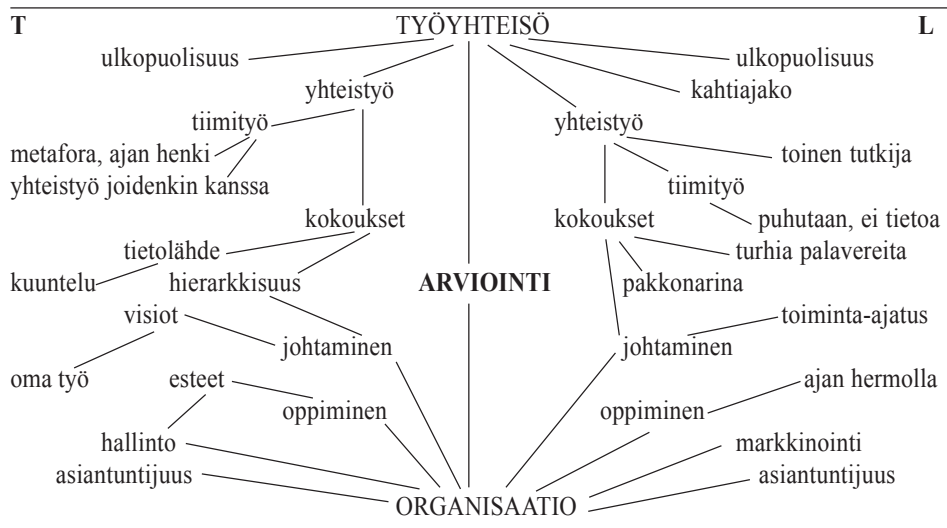 T TYÖYHTEISÖ L
ulkopuolisuus ulkopuolisuus
yhteistyö kahtiajako
tiimityö yhteistyö
metafora, ajan henki toinen tutkija
yhteistyö joidenkin kanssa tiimityö
kokoukset kokoukset puhutaan, ei tietoa
tietolähde turhia palavereita
kuuntelu hierarkkisuus ARVIOINTI pakkonarina
visiot toiminta-ajatus
johtaminen johtaminen
oma työ esteet ajan hermolla
oppiminen oppiminen
hallinto markkinointi
asiantuntijuus asiantuntijuus
ORGANISAATIO